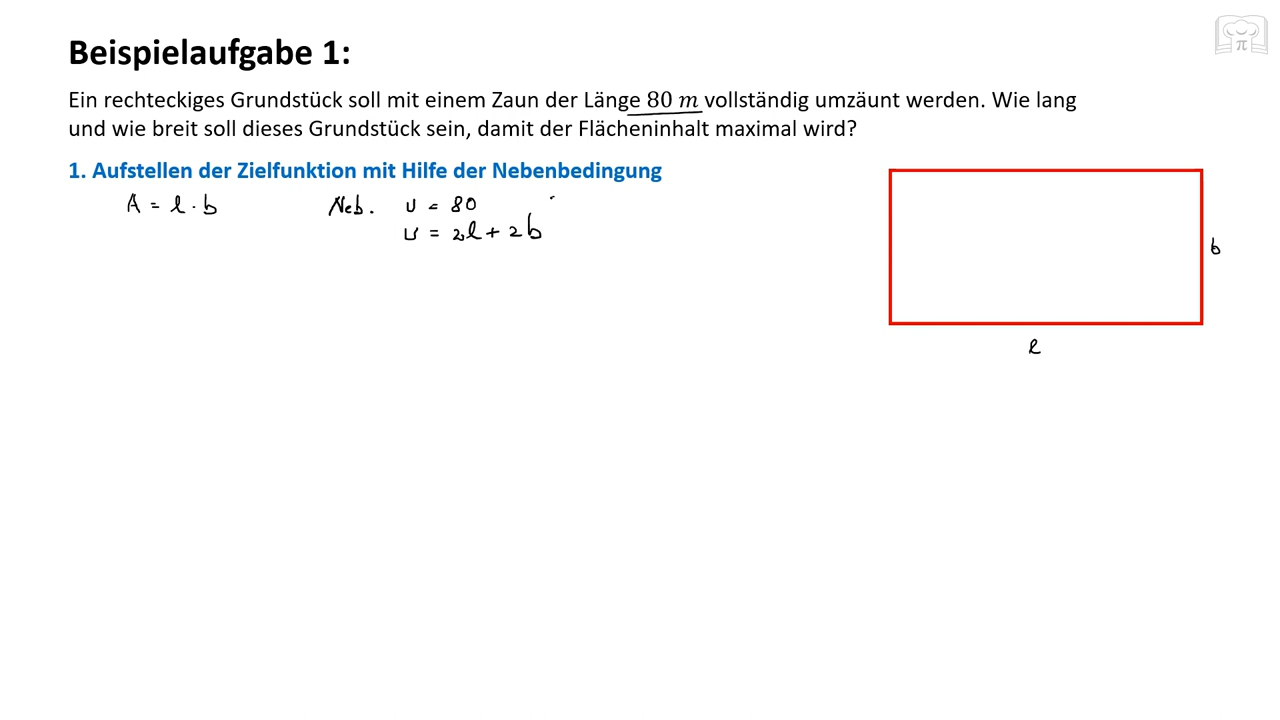 Beispielaufgabe 1:
Ein rechteckiges Grundstück soll mit einem Zaun der Länge 80 m vollständig umzäunt werden. Wie lang
und wie breit soll dieses Grundstück sein, damit der Flächeninhalt maximal wird?
1. Aufstellen der Zielfunktion mit Hilfe der Nebenbedingung
A = l · b Neb. U = 80
U = 2l + 2b
b
l
π